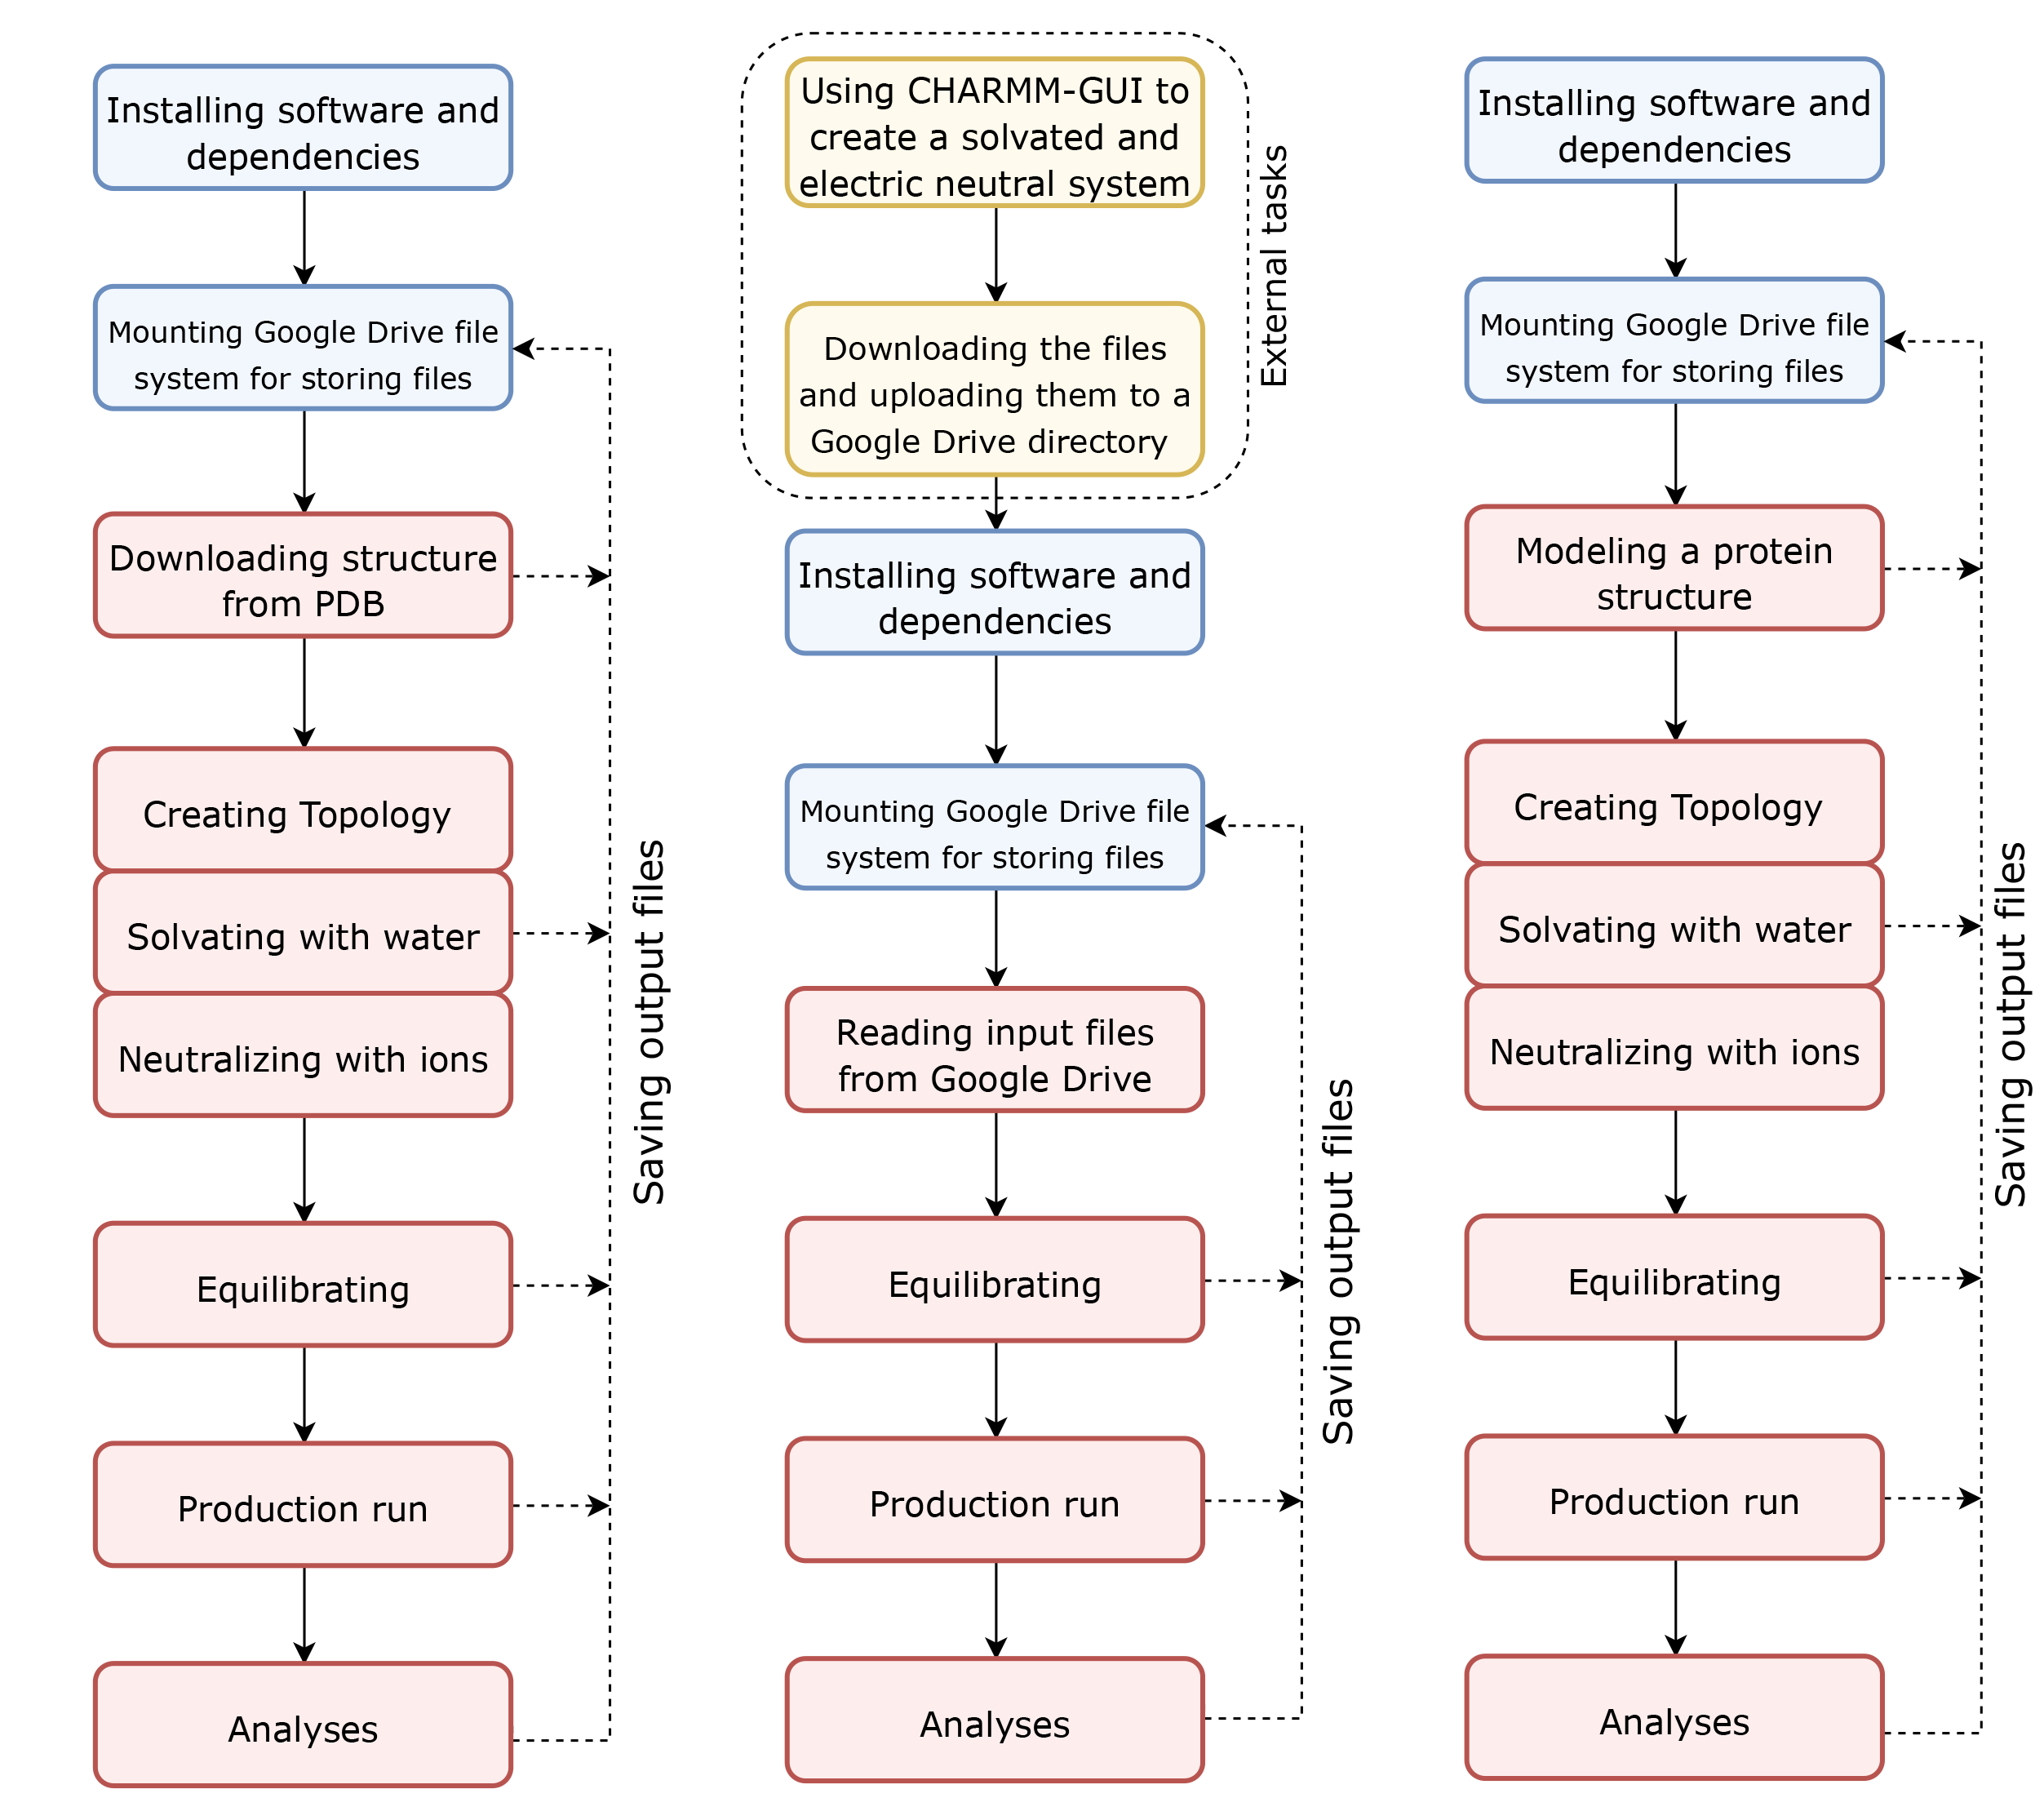 Installing software and
dependencies
Mounting Google Drive file
system for storing files
Downloading structure
from PDB
Creating Topology
Solvating with water
Neutralizing with ions
Equilibrating
Production run
Analyses
Saving output files
Using CHARMM-GUI to
create a solvated and
electric neutral system
Downloading the files
and uploading them to a
Google Drive directory
External tasks
Installing software and
dependencies
Mounting Google Drive file
system for storing files
Reading input files
from Google Drive
Equilibrating
Production run
Analyses
Saving output files
Installing software and
dependencies
Mounting Google Drive file
system for storing files
Modeling a protein
structure
Creating Topology
Solvating with water
Neutralizing with ions
Equilibrating
Production run
Analyses
Saving output files